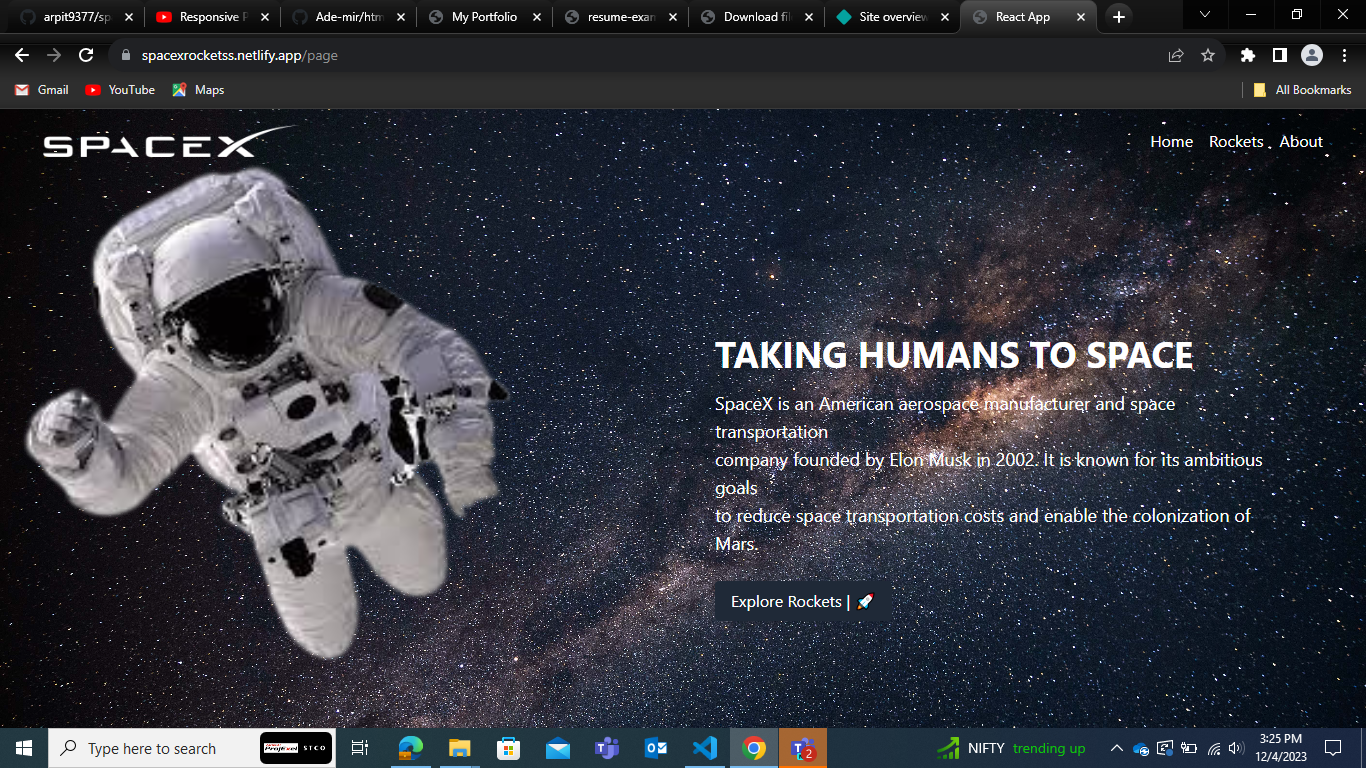 arpit9377/sp
Responsive P
Ade-mir/htm
My Portfolio
resume-exan
Download fil
Site overview
React App
spacexrocketss.netlify.app/page
Gmail
YouTube
Maps
All Bookmarks
SPACEX
Home Rockets About
TAKING HUMANS TO SPACE
SpaceX is an American aerospace manufacturer and space
transportation
company founded by Elon Musk in 2002. It is known for its ambitious
goals
to reduce space transportation costs and enable the colonization of
Mars.
Explore Rockets | 🚀
Type here to search
STCO
2
NIFTY trending up
3:25 PM
12/4/2023